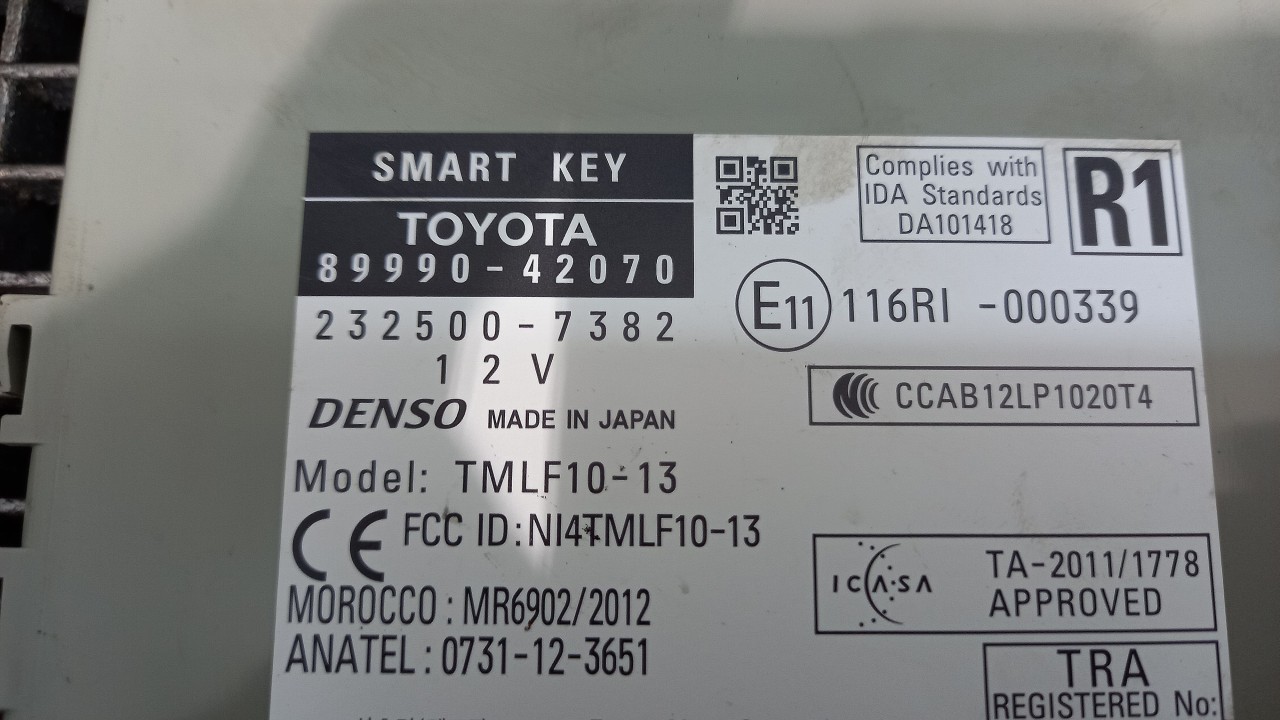 SMART KEY
TOYOTA
89990-42070
232500-7382
12V
DENSO MADE IN JAPAN
Model: TMLF10-13
CE FCC ID:NI4TMLF10-13
MOROCCO : MR6902/2012
ANATEL : 0731-12-3651
Complies with
IDA Standards
DA101418
R1
E11 116RI -000339
CCAB12LP1020T4
ICASA
TA-2011/1778
APPROVED
TRA
REGISTERED No: